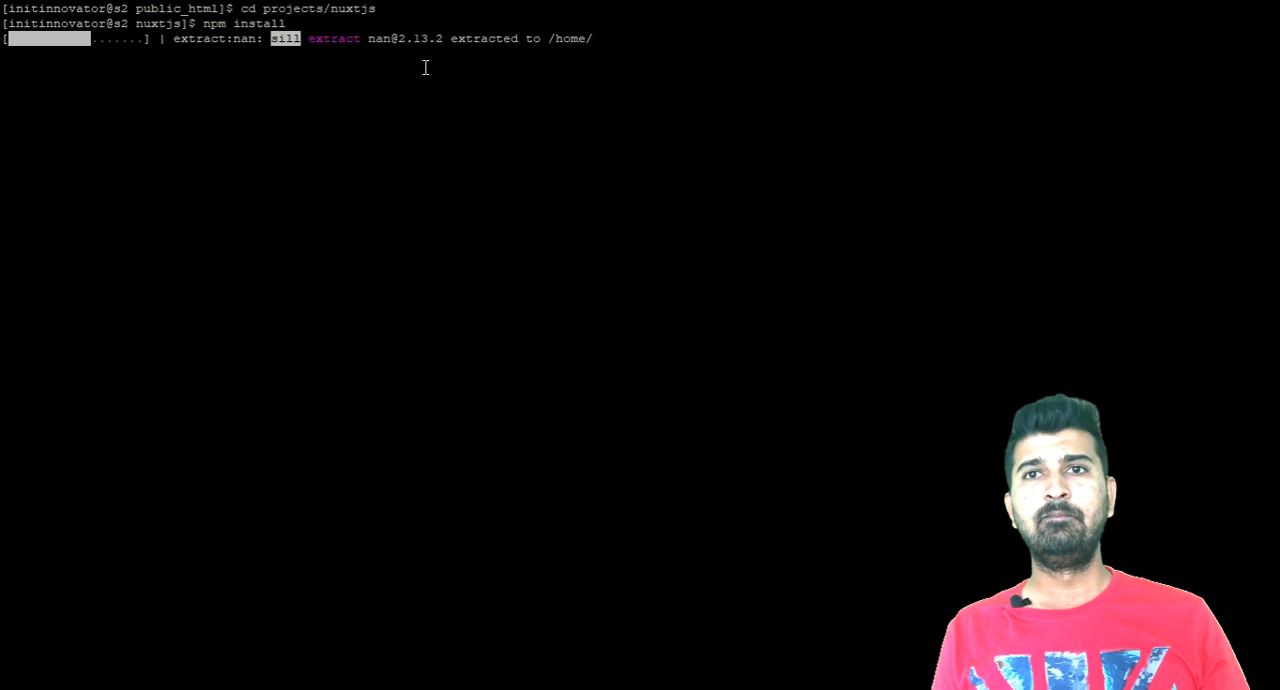 [initinnovator@s2 public_html]$ cd projects/nuxtjs
[initinnovator@s2 nuxtjs]$ npm install
[           .......] | extract:nan: sill extract nan@2.13.2 extracted to /home/